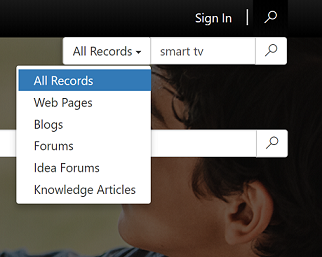 Sign In
All Records smart tv
All Records
Web Pages
Blogs
Forums
Idea Forums
Knowledge Articles